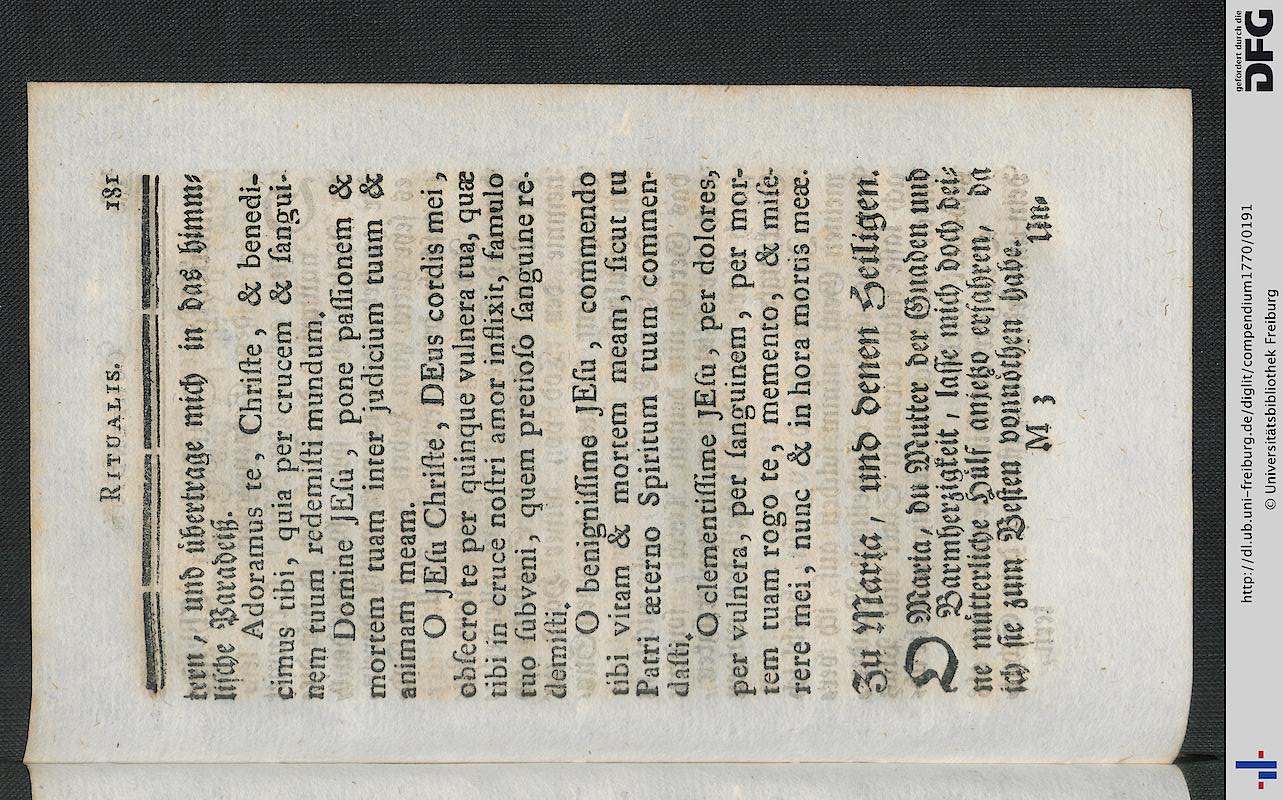 RITUALIS. 181
tern, und übertrage mich in das himm⸗
lische Paradeiß.
Adoramus te, Chriſte, & benedi-
cimus tibi, quia per crucem & ſangui-
nem tuum redemiſti mundum.
Domine JEſu, pone paſſionem &
mortem tuam inter judicium tuum &
animam meam.
O JEſu Chriſte, DEus cordis mei,
obſecro te per quinque vulnera tua, quæ
tibi in cruce noſtri amor inflixit, famulo
tuo ſubveni, quem pretioſo ſanguine re-
demiſti.
O benigniſſime JEſu, commendo
tibi vitam & mortem meam, ſicut tu
Patri æterno Spiritum tuum commen-
daſti.
O clementiſſime JEſu, per dolores,
per vulnera, per ſanguinem, per mor-
tem tuam rogo te, memento, & miſe-
rere mei, nunc & in hora mortis meæ.
Zu Maria, und denen Heiligen.
O Maria, du Mutter der Gnaden und
Barmherzigkeit, laſſe mich doch dei⸗
ne mütterliche Hülf anjetzo erfahren, da
ich ſie zum Beſten vonnöthen habe.
M 3 Un⸗
gefördert durch die
DFG
http://dl.ub.uni-freiburg.de/diglit/compendium1770/0191
© Universitätsbibliothek Freiburg